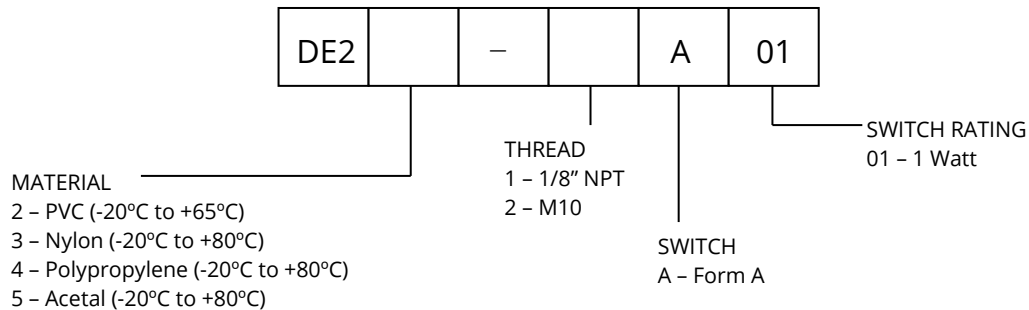 DE2 – A 01
SWITCH RATING
01 – 1 Watt
THREAD
1 – 1/8” NPT
2 – M10
MATERIAL
2 – PVC (-20ºC to +65ºC)
3 – Nylon (-20ºC to +80ºC)
4 – Polypropylene (-20ºC to +80ºC)
5 – Acetal (-20ºC to +80ºC)
SWITCH
A – Form A